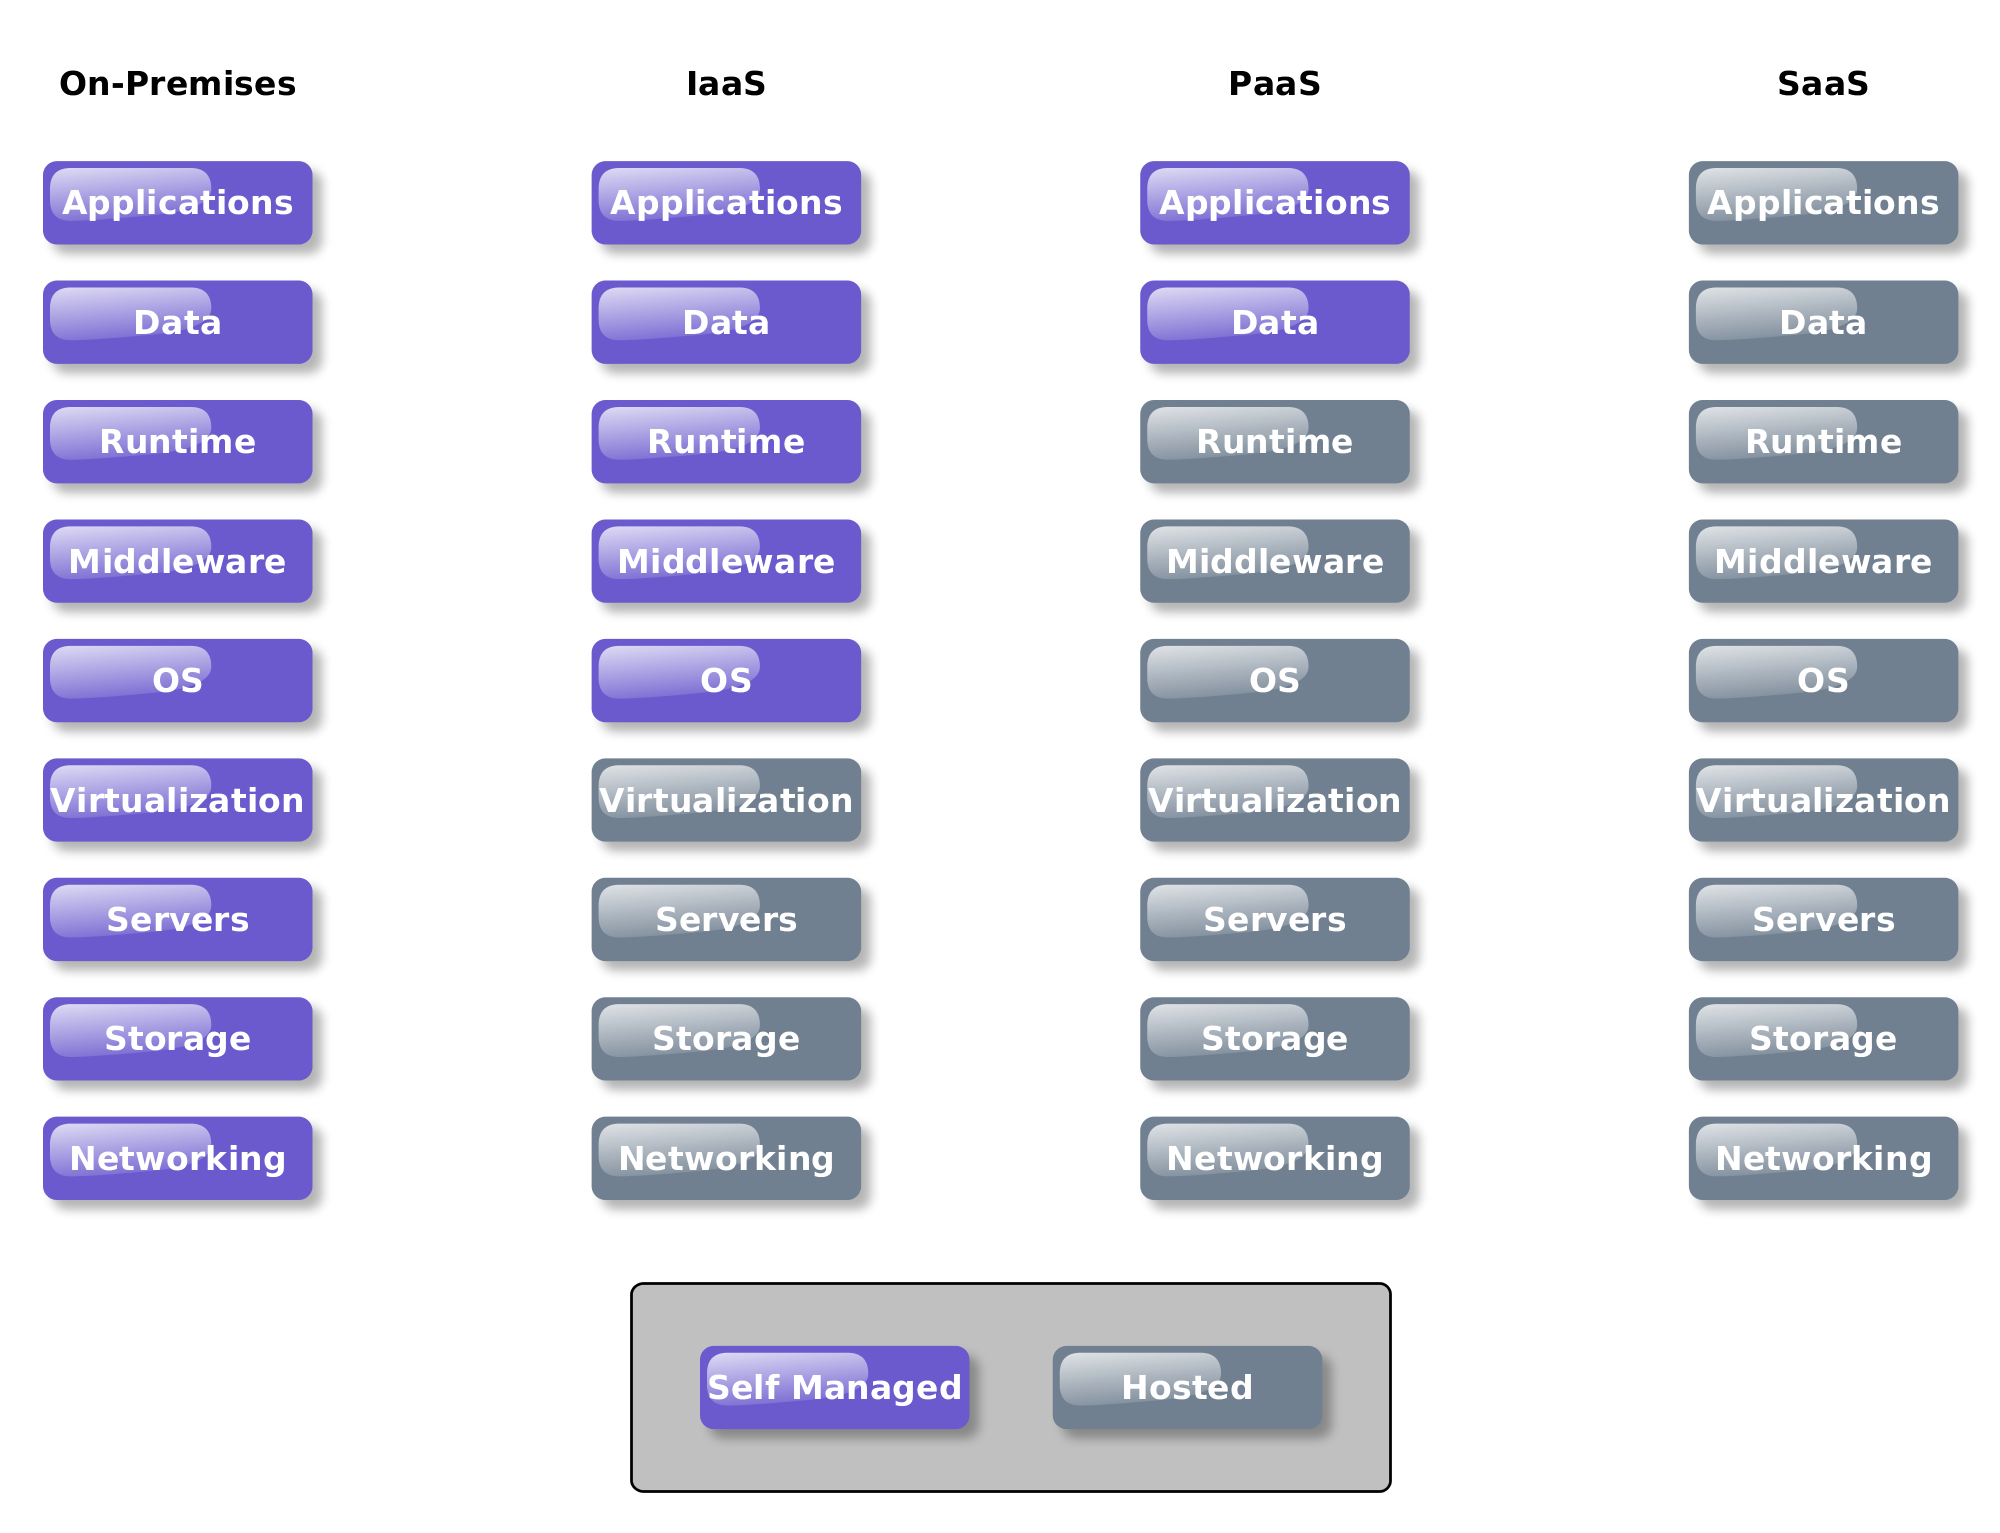 On-Premises IaaS PaaS SaaS
Applications Applications Applications Applications
Data Data Data Data
Runtime Runtime Runtime Runtime
Middleware Middleware Middleware Middleware
OS OS OS OS
Virtualization Virtualization Virtualization Virtualization
Servers Servers Servers Servers
Storage Storage Storage Storage
Networking Networking Networking Networking
Self Managed Hosted